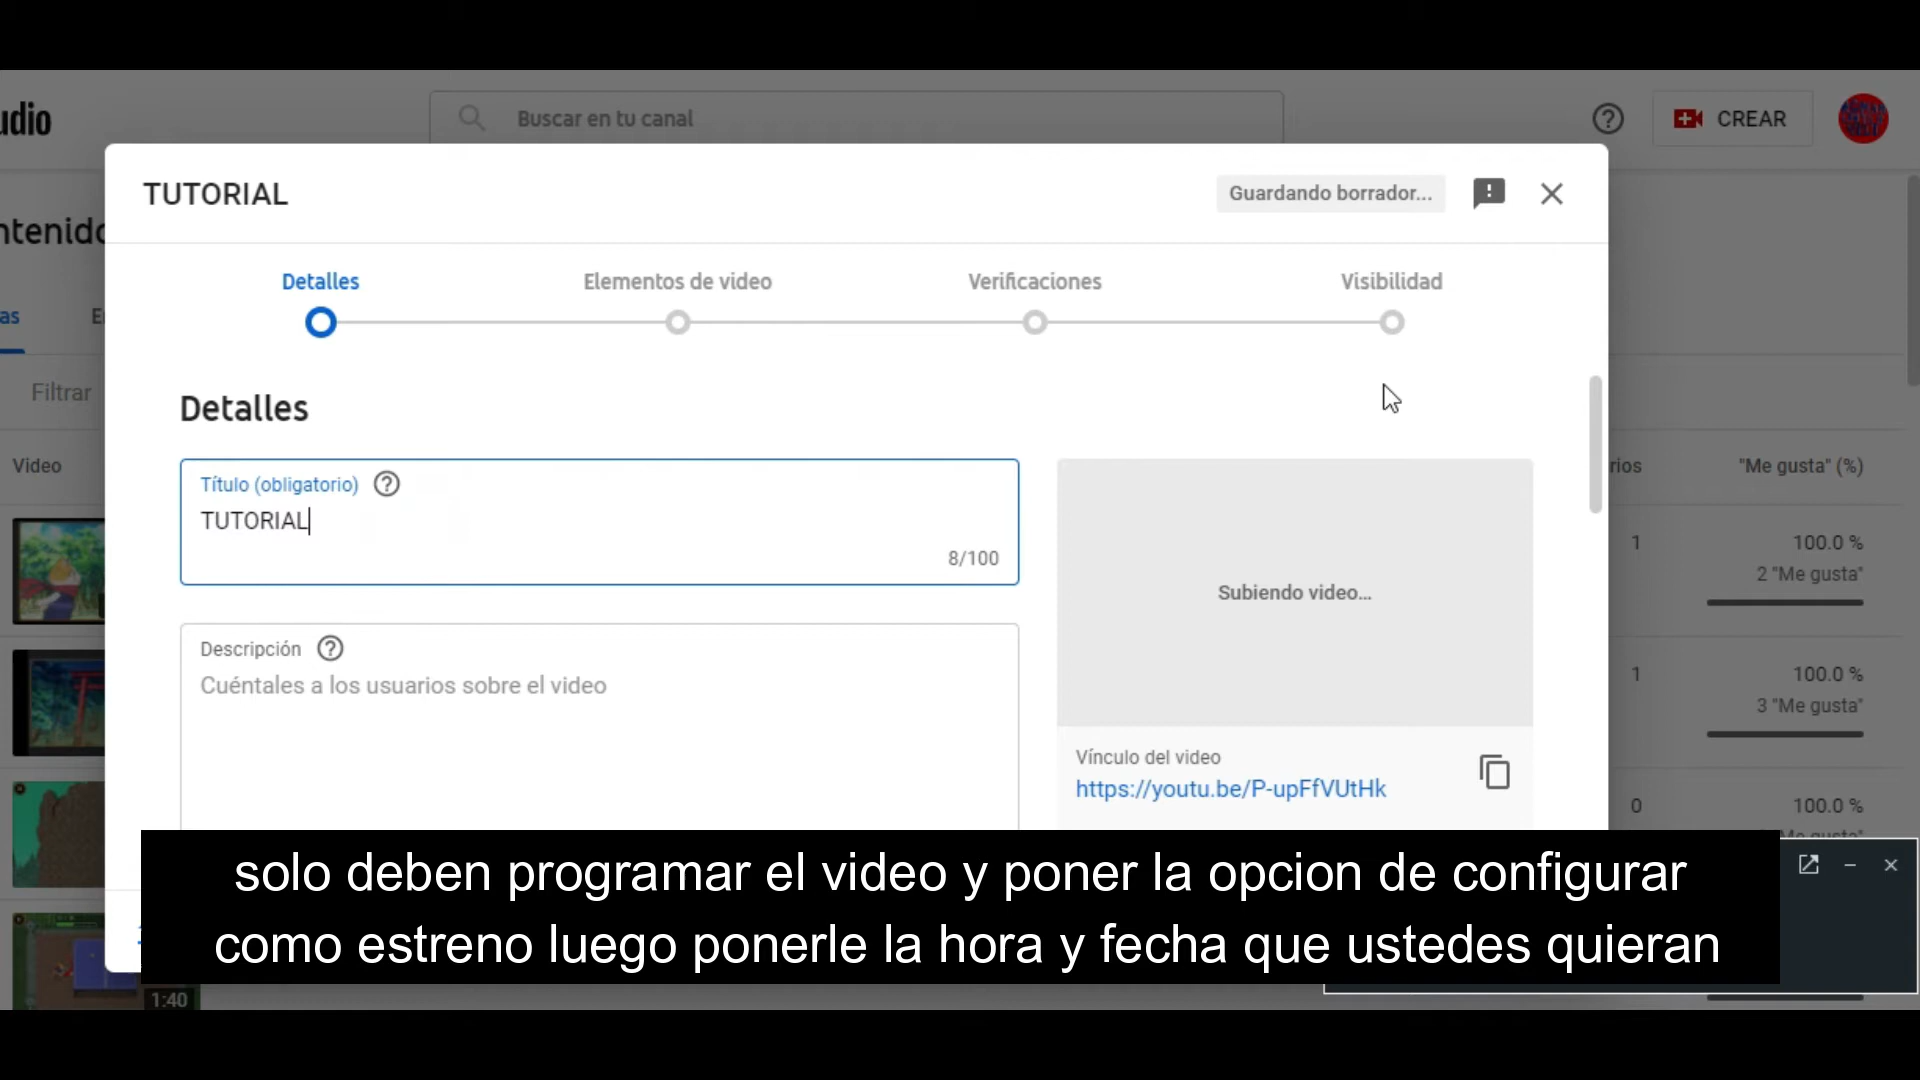 udio
Buscar en tu canal
CREAR
TUTORIAL
Guardando borrador...
ntenido
Detalles
Elementos de video
Verificaciones
Visibilidad
as
Filtrar
Detalles
Video
Título (obligatorio)
TUTORIAL
8/100
rios
"Me gusta" (%)
1
100.0 %
2 "Me gusta"
Subiendo video...
Descripción
Cuéntales a los usuarios sobre el video
1
100.0 %
3 "Me gusta"
Vínculo del video
https://youtu.be/P-upFfVUtHk
0
100.0 %
solo deben programar el video y poner la opcion de configurar
como estreno luego ponerle la hora y fecha que ustedes quieran
1:40